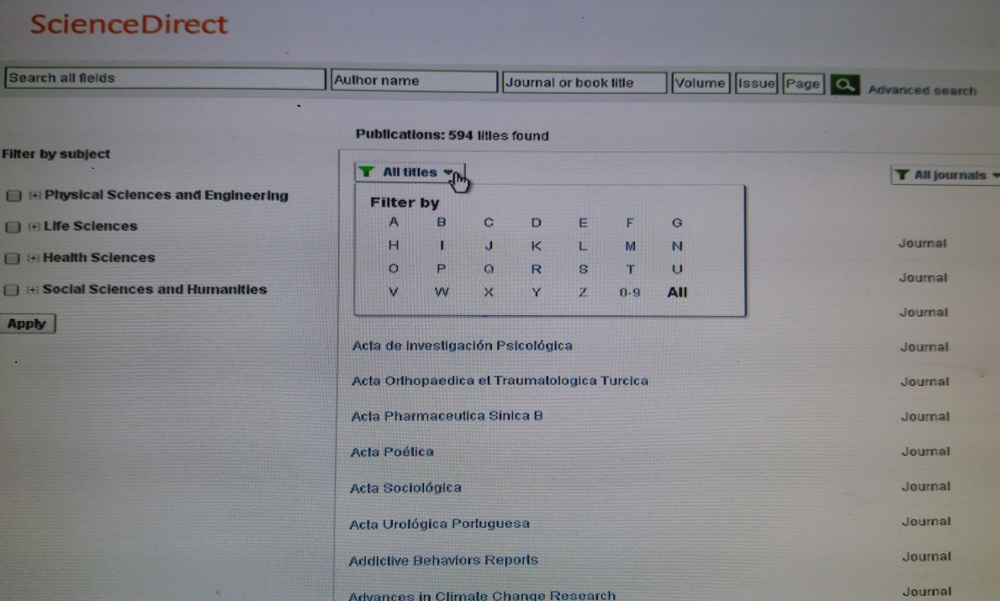 ScienceDirect
Search all fields
Author name
Journal or book title
Volume
Issue
Page
Advanced search
Publications: 594 titles found
Filter by subject
Physical Sciences and Engineering
Life Sciences
Health Sciences
Social Sciences and Humanities
Apply
All titles
All journals
Filter by
A B C D E F G
H I J K L M N
O P Q R S T U
V W X Y Z 0-9 All
Journal
Journal
Journal
Acta de Investigación Psicológica Journal
Acta Orthopaedica et Traumatologica Turcica Journal
Acta Pharmaceutica Sinica B Journal
Acta Poética Journal
Acta Sociológica Journal
Acta Urológica Portuguesa Journal
Addictive Behaviors Reports Journal
Advances in Climate Change Research Journal